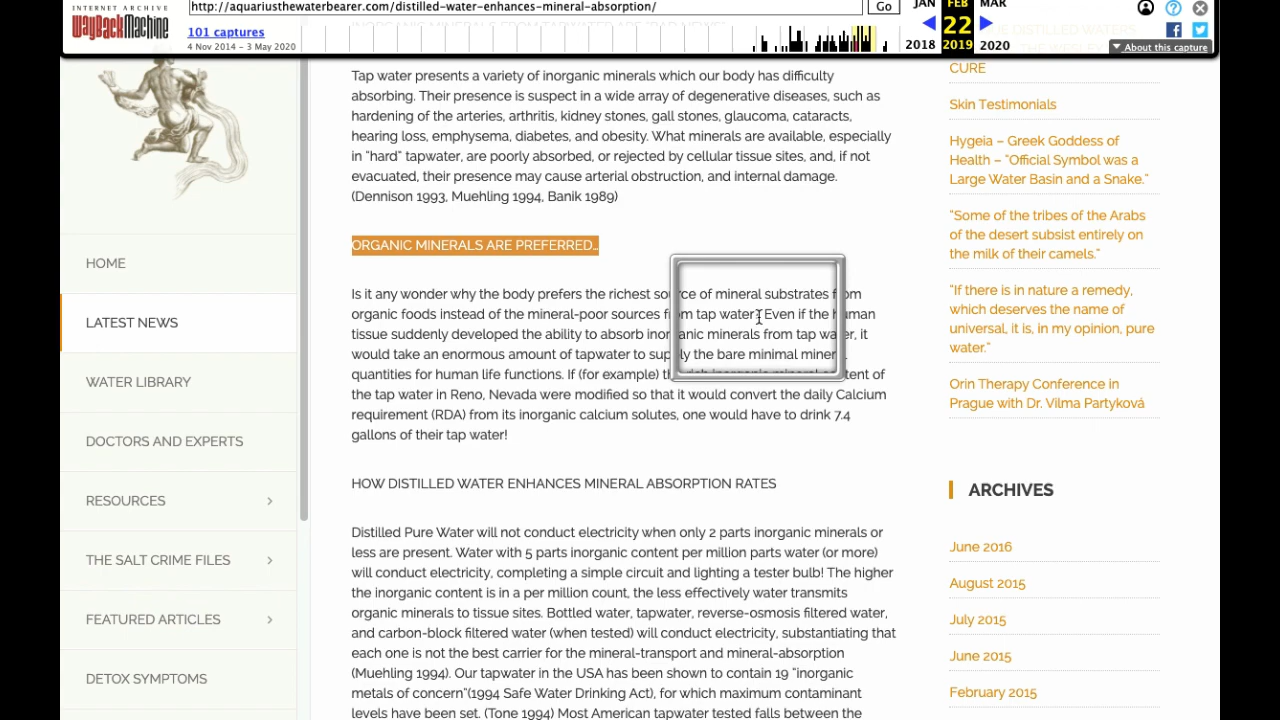 INTERNET ARCHIVE
WayBackMachine
http://aquariusthewaterbearer.com/distilled-water-enhances-mineral-absorption/
Go
JAN FEB MAR
101 captures
22
4 Nov 2014 – 3 May 2020
2018 2019 2020
About this capture
HOME
LATEST NEWS
WATER LIBRARY
DOCTORS AND EXPERTS
RESOURCES
THE SALT CRIME FILES
FEATURED ARTICLES
DETOX SYMPTOMS
INORGANIC MINERALS FROM TAP WATER ARE
Tap water presents a variety of inorganic minerals which our body has difficulty
absorbing. Their presence is suspect in a wide array of degenerative diseases, such as
hardening of the arteries, arthritis, kidney stones, gall stones, glaucoma, cataracts,
hearing loss, emphysema, diabetes, and obesity. What minerals are available, especially
in “hard” tapwater, are poorly absorbed, or rejected by cellular tissue sites, and, if not
evacuated, their presence may cause arterial obstruction, and internal damage.
(Dennison 1993, Muehling 1994, Banik 1989)
ORGANIC MINERALS ARE PREFERRED…
Is it any wonder why the body prefers the richest source of mineral substrates from
organic foods instead of the mineral-poor sources from tap water? Even if the human
tissue suddenly developed the ability to absorb inorganic minerals from tap water, it
would take an enormous amount of tapwater to supply the bare minimal mineral
quantities for human life functions. If (for example) the rich inorganic mineral content of
the tap water in Reno, Nevada were modified so that it would convert the daily Calcium
requirement (RDA) from its inorganic calcium solutes, one would have to drink 7.4
gallons of their tap water!
HOW DISTILLED WATER ENHANCES MINERAL ABSORPTION RATES
Distilled Pure Water will not conduct electricity when only 2 parts inorganic minerals or
less are present. Water with 5 parts inorganic content per million parts water (or more)
will conduct electricity, completing a simple circuit and lighting a tester bulb! The higher
the inorganic content is in a per million count, the less effectively water transmits
organic minerals to tissue sites. Bottled water, tapwater, reverse-osmosis filtered water,
and carbon-block filtered water (when tested) will conduct electricity, substantiating that
each one is not the best carrier for the mineral-transport and mineral-absorption
(Muehling 1994). Our tapwater in the USA has been shown to contain 19 “inorganic
metals of concern”(1994 Safe Water Drinking Act), for which maximum contaminant
levels have been set. (Tone 1994) Most American tapwater tested falls between the
CURE
Skin Testimonials
Hygeia – Greek Goddess of
Health – “Official Symbol was a
Large Water Basin and a Snake.”
“Some of the tribes of the Arabs
of the desert subsist entirely on
the milk of their camels.”
“If there is in nature a remedy,
which deserves the name of
universal, it is, in my opinion, pure
water.”
Orin Therapy Conference in
Prague with Dr. Vilma Partyková
ARCHIVES
June 2016
August 2015
July 2015
June 2015
February 2015